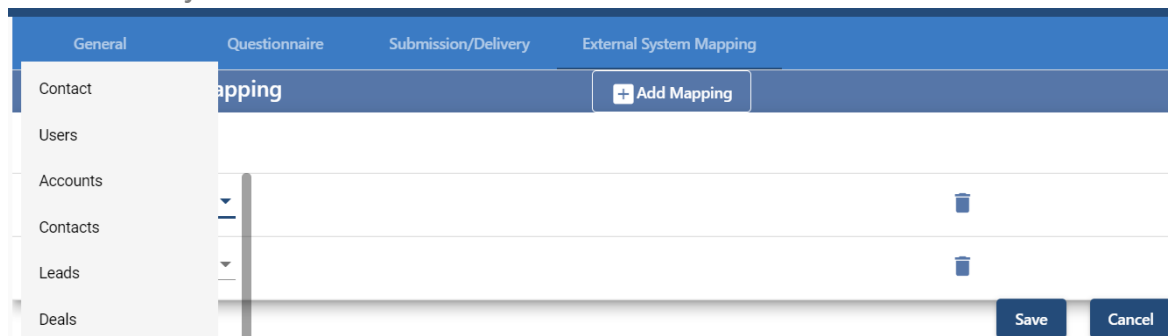 General Questionnaire Submission/Delivery External System Mapping
Contact
apping
Add Mapping
Users
Accounts
Contacts
Leads
Deals
Save Cancel